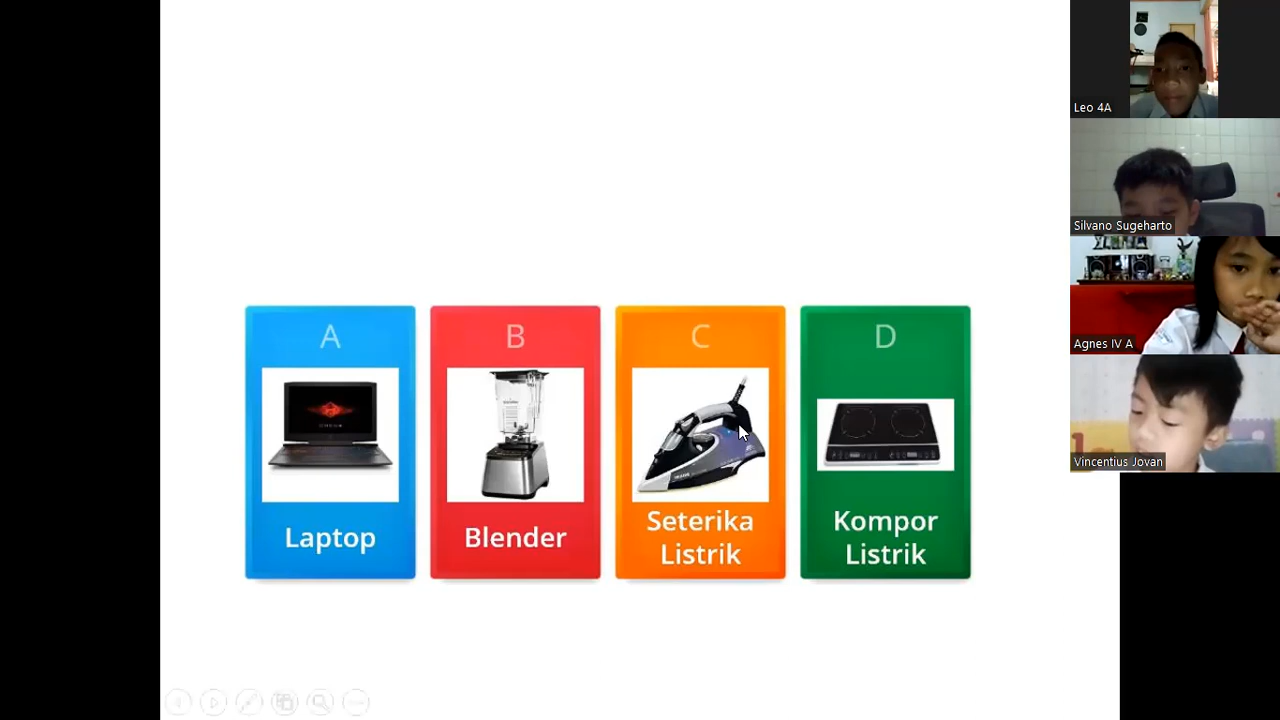 Leo 4A
Silvano Sugeharto
Agnes IV A
Vincentius Jovan
A
B
C
D
Laptop
Blender
Seterika
Listrik
Kompor
Listrik